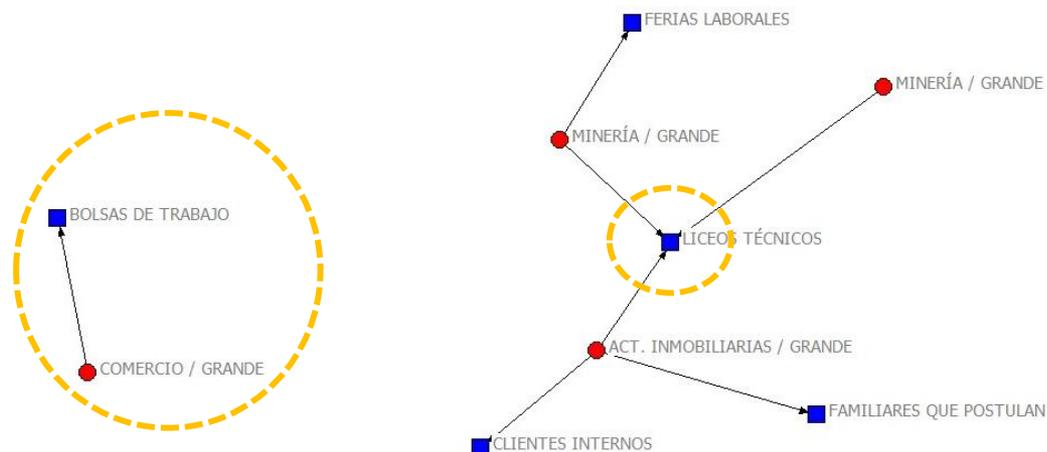 FERIAS LABORALES
MINERÍA / GRANDE
MINERÍA / GRANDE
BOLSAS DE TRABAJO
LICEOS TÉCNICOS
ACT. INMOBILIARIAS / GRANDE
COMERCIO / GRANDE
FAMILIARES QUE POSTULAN
CLIENTES INTERNOS